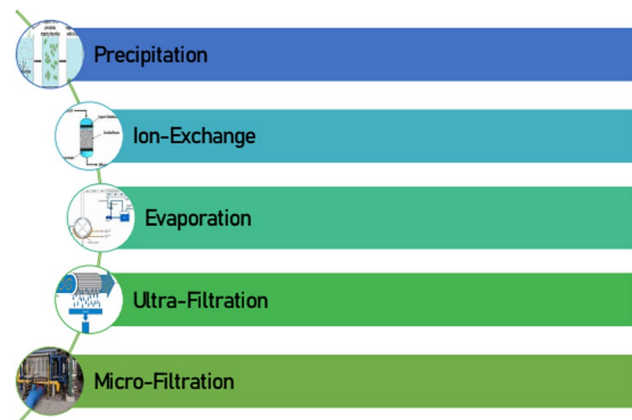 Precipitation
Ion-Exchange
Evaporation
Ultra-Filtration
Micro-Filtration